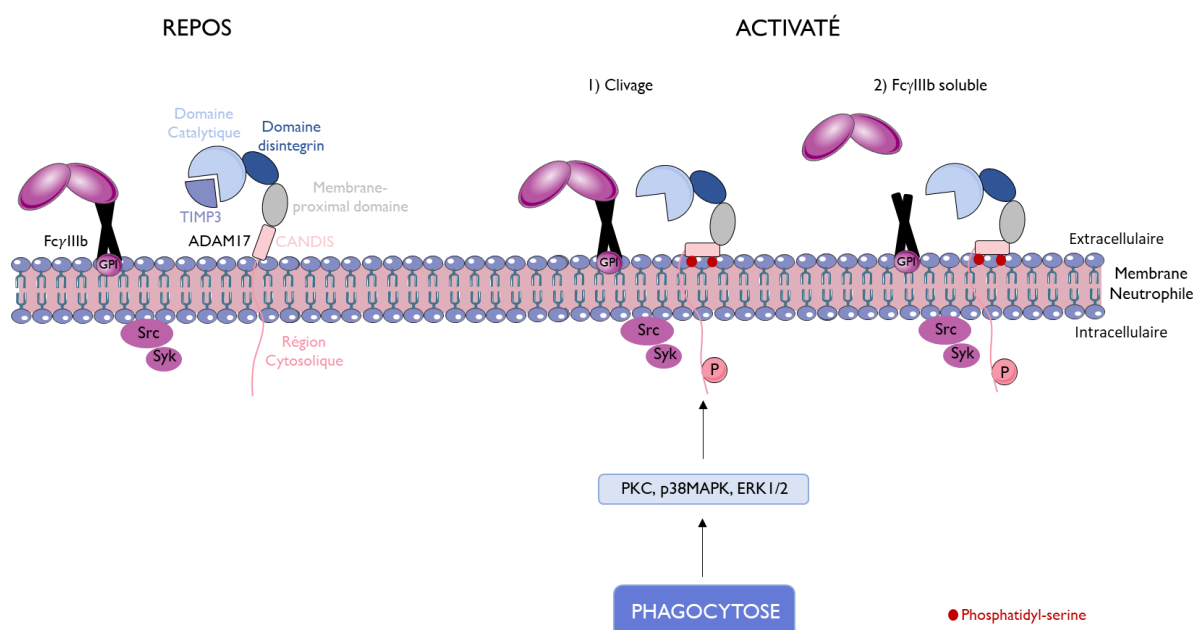 REPOS
ACTIVATÉ
1) Clivage
2) FcγIIIb soluble
Domaine
Catalytique
Domaine
disintegrin
Membrane-
proximal domaine
TIMP3
FcγIIIb
ADAM17
CANDIS
GPI
GPI
GPI
Extracellulaire
Membrane
Neutrophile
Intracellulaire
Src
Syk
Région
Cytosolique
Src
Syk
P
Src
Syk
P
PKC, p38MAPK, ERK1/2
PHAGOCYTOSE
Phosphatidyl-serine